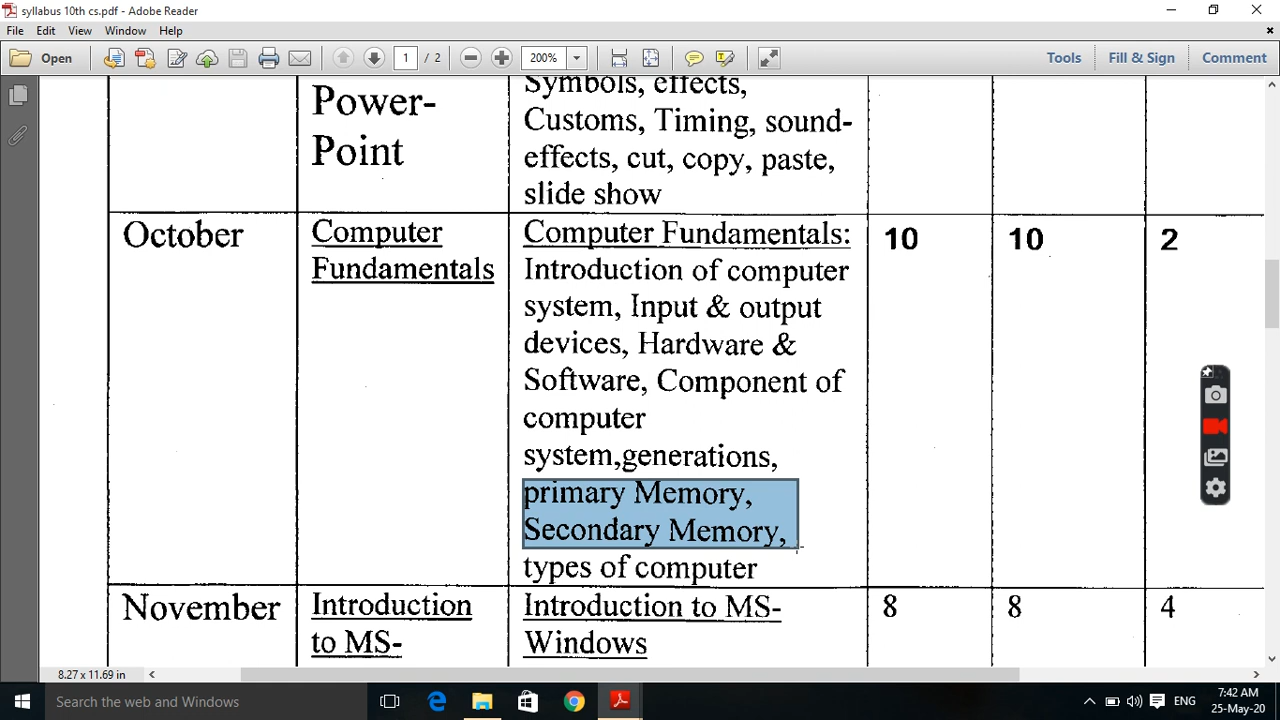 syllabus 10th cs.pdf - Adobe Reader
File Edit View Window Help
Open 1 / 2 200% Tools Fill & Sign Comment
Power-
Point
Symbols, effects,
Customs, Timing, sound-
effects, cut, copy, paste,
slide show
October
Computer
Fundamentals
Computer Fundamentals:
Introduction of computer
system, Input & output
devices, Hardware &
Software, Component of
computer
system,generations,
primary Memory,
Secondary Memory,
types of computer
10
10
2
November
Introduction
to MS-
Introduction to MS-
Windows
8
8
4
8.27 x 11.69 in
Search the web and Windows
ENG
7:42 AM
25-May-20